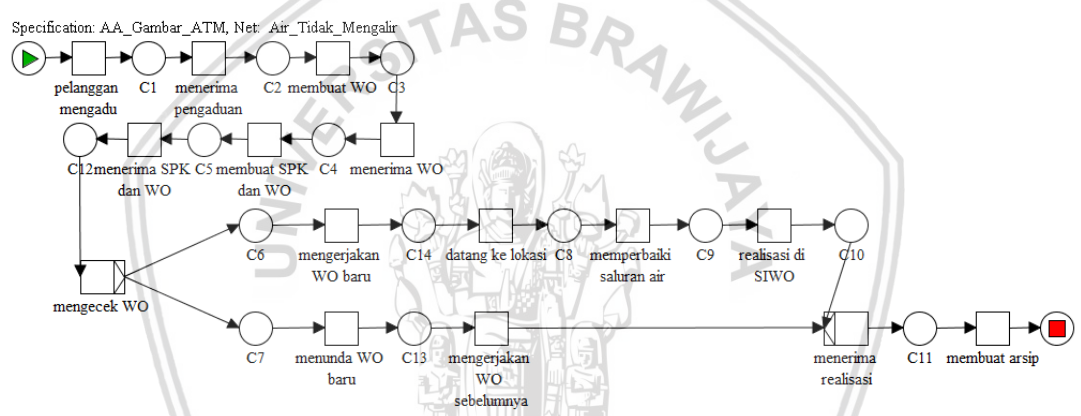 UNIVERSITAS BRAWIJAYA
Specification: AA_Gambar_ATM, Net: Air_Tidak_Mengalir
pelanggan
mengadu
C1
menerima
pengaduan
C2
membuat WO
C3
C12
menerima SPK
dan WO
C5
membuat SPK
dan WO
C4
menerima WO
C6
mengerjakan
WO baru
C14
datang ke lokasi
C8
memperbaiki
saluran air
C9
realisasi di
SIWO
C10
mengecek WO
C7
menunda WO
baru
C13
mengerjakan
WO
sebelumnya
menerima
realisasi
C11
membuat arsip